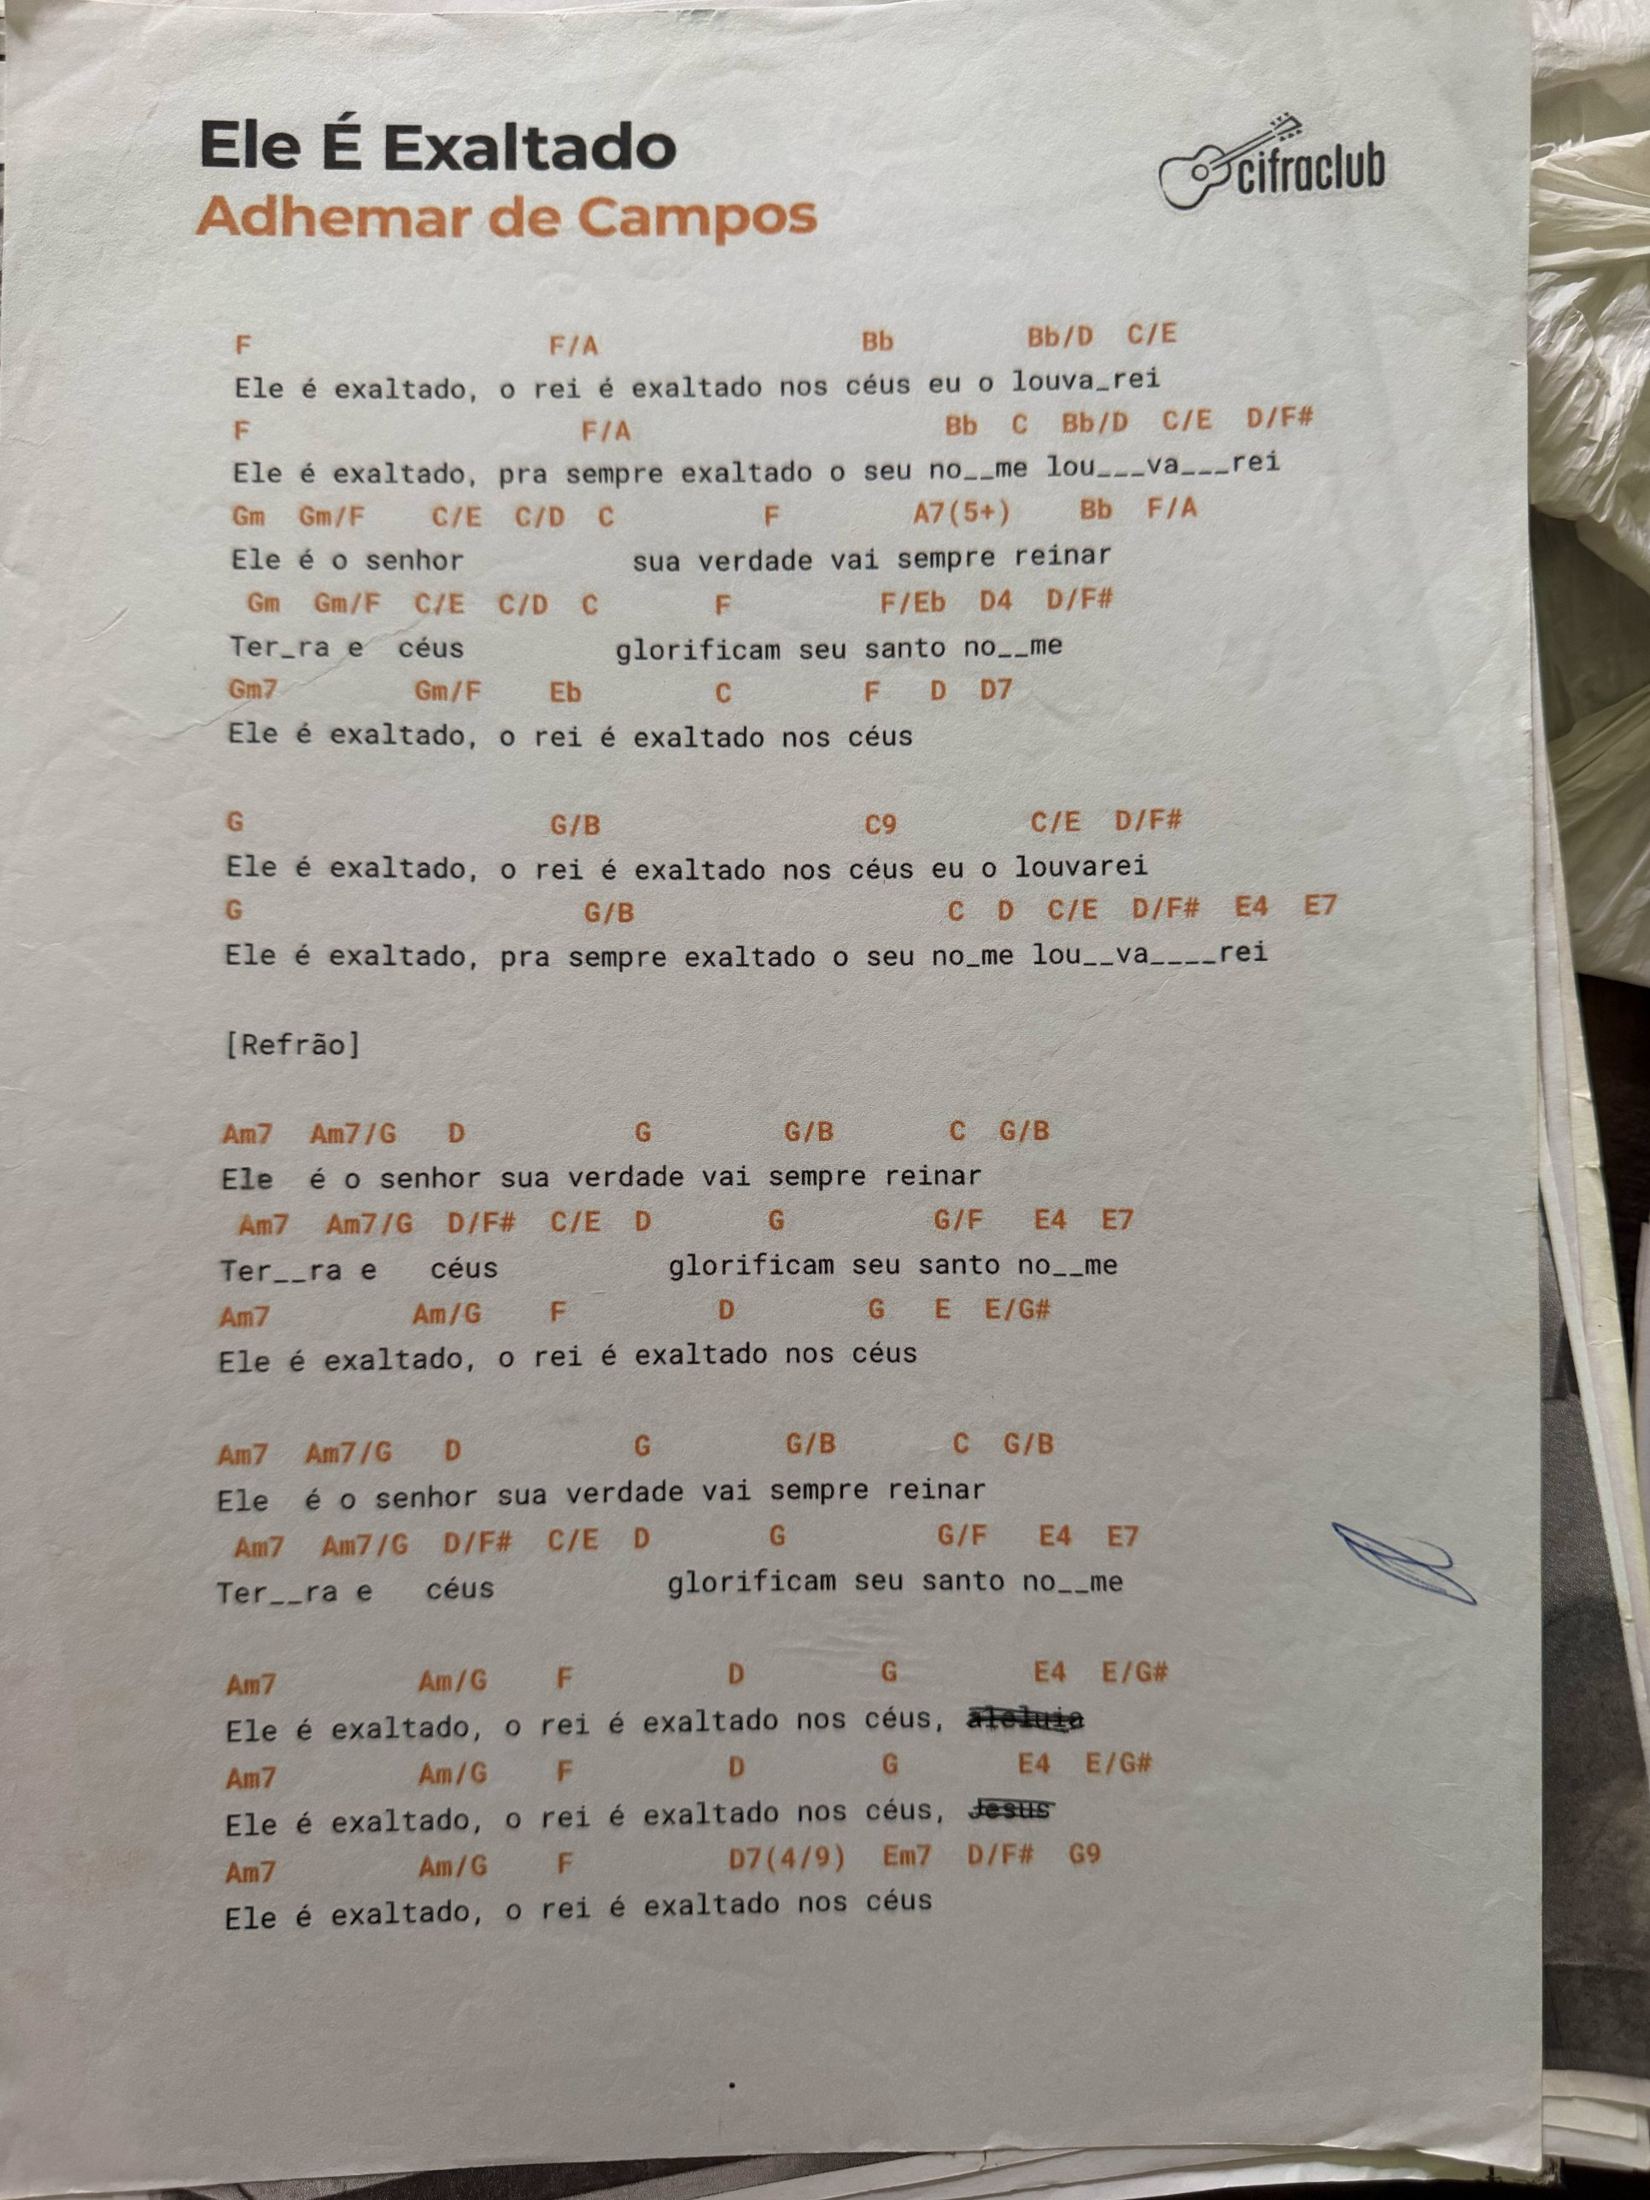 Ele É Exaltado
cifraclub
Adhemar de Campos
F F/A Bb Bb/D C/E
Ele é exaltado, o rei é exaltado nos céus eu o louva_rei
F F/A Bb C Bb/D C/E D/F#
Ele é exaltado, pra sempre exaltado o seu no__me lou___va___rei
Gm Gm/F C/E C/D C F A7(5+) Bb F/A
Ele é o senhor sua verdade vai sempre reinar
Gm Gm/F C/E C/D C F F/Eb D4 D/F#
Ter_ra e céus glorificam seu santo no__me
Gm7 Gm/F Eb C F D D7
Ele é exaltado, o rei é exaltado nos céus
G G/B C9 C/E D/F#
Ele é exaltado, o rei é exaltado nos céus eu o louvarei
G G/B C D C/E D/F# E4 E7
Ele é exaltado, pra sempre exaltado o seu no_me lou__va____rei
[Refrão]
Am7 Am7/G D G G/B C G/B
Ele é o senhor sua verdade vai sempre reinar
Am7 Am7/G D/F# C/E D G G/F E4 E7
Ter__ra e céus glorificam seu santo no__me
Am7 Am/G F D G E E/G#
Ele é exaltado, o rei é exaltado nos céus
Am7 Am7/G D G G/B C G/B
Ele é o senhor sua verdade vai sempre reinar
Am7 Am7/G D/F# C/E D G G/F E4 E7
Ter__ra e céus glorificam seu santo no__me
Am7 Am/G F D G E4 E/G#
Ele é exaltado, o rei é exaltado nos céus, aleluia
Am7 Am/G F D G E4 E/G#
Ele é exaltado, o rei é exaltado nos céus, Jesus
Am7 Am/G F D7(4/9) Em7 D/F# G9
Ele é exaltado, o rei é exaltado nos céus